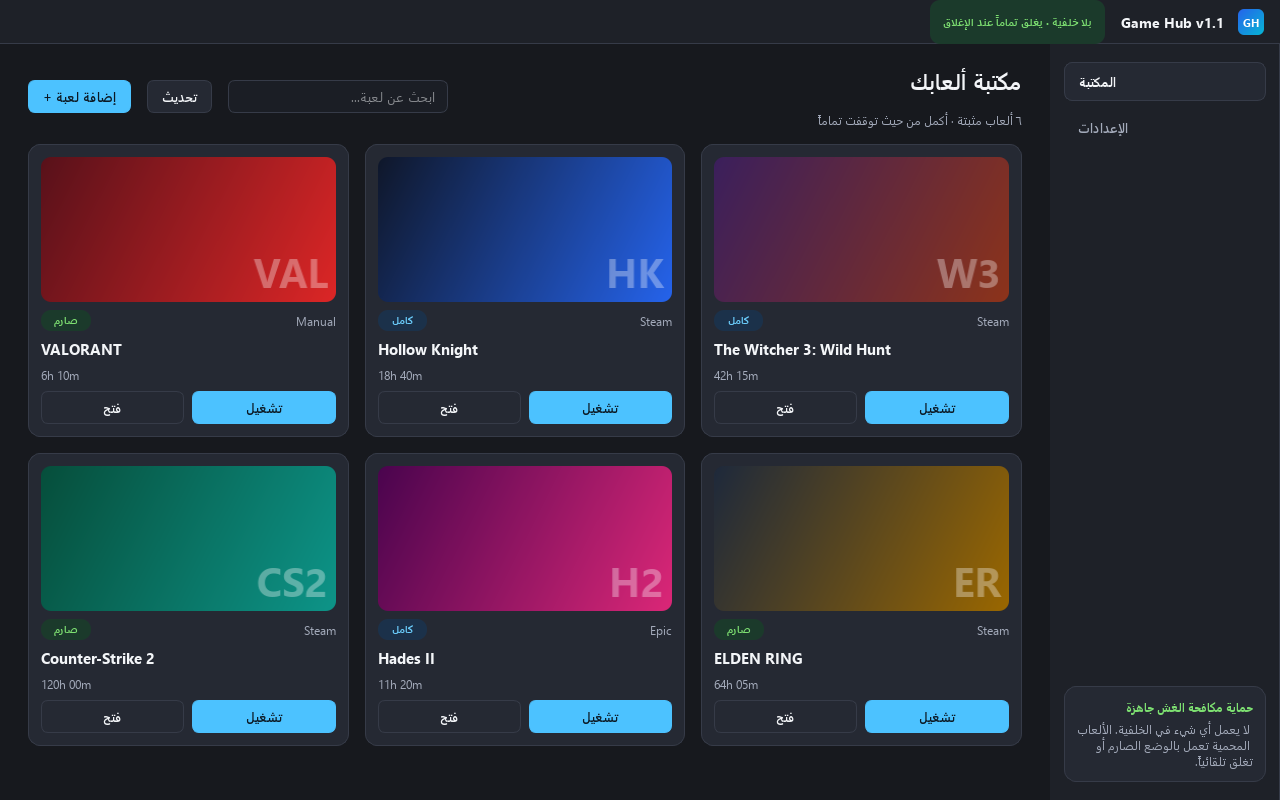 GH
Game Hub v1.1
بلا خلفية · يغلق تماماً عند الإغلاق
المكتبة
الإعدادات
مكتبة ألعابك
٦ ألعاب مثبتة · أكمل من حيث توقفت تماماً
ابحث عن لعبة...
تحديث
إضافة لعبة +
W3
Steam
كامل
The Witcher 3: Wild Hunt
42h 15m
تشغيل
فتح
HK
Steam
كامل
Hollow Knight
18h 40m
تشغيل
فتح
VAL
Manual
صارم
VALORANT
6h 10m
تشغيل
فتح
ER
Steam
صارم
ELDEN RING
64h 05m
تشغيل
فتح
H2
Epic
كامل
Hades II
11h 20m
تشغيل
فتح
CS2
Steam
صارم
Counter-Strike 2
120h 00m
تشغيل
فتح
حماية مكافحة الغش جاهزة
لا يعمل أي شيء في الخلفية. الألعاب
المحمية تعمل بالوضع الصارم أو
تغلق تلقائياً.